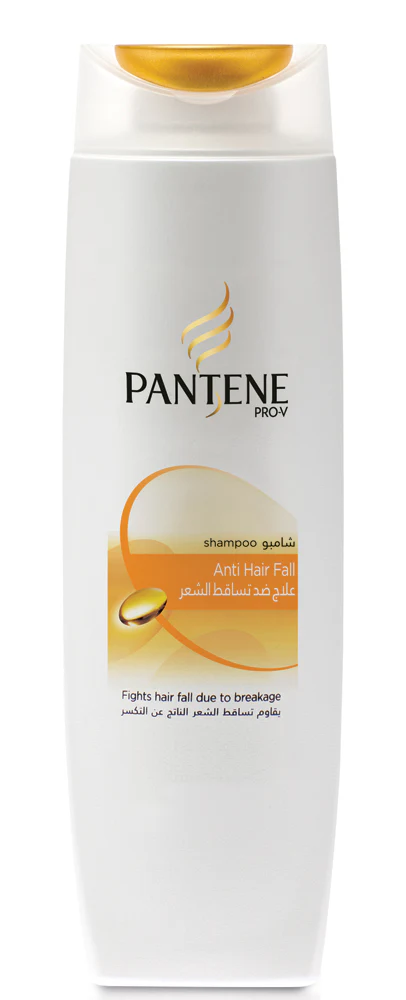 PANTENE
PRO-V
shampoo شامبو
Anti Hair Fall
علاج ضد تساقط الشعر
Fights hair fall due to breakage
يقاوم تساقط الشعر الناتج عن التكسر